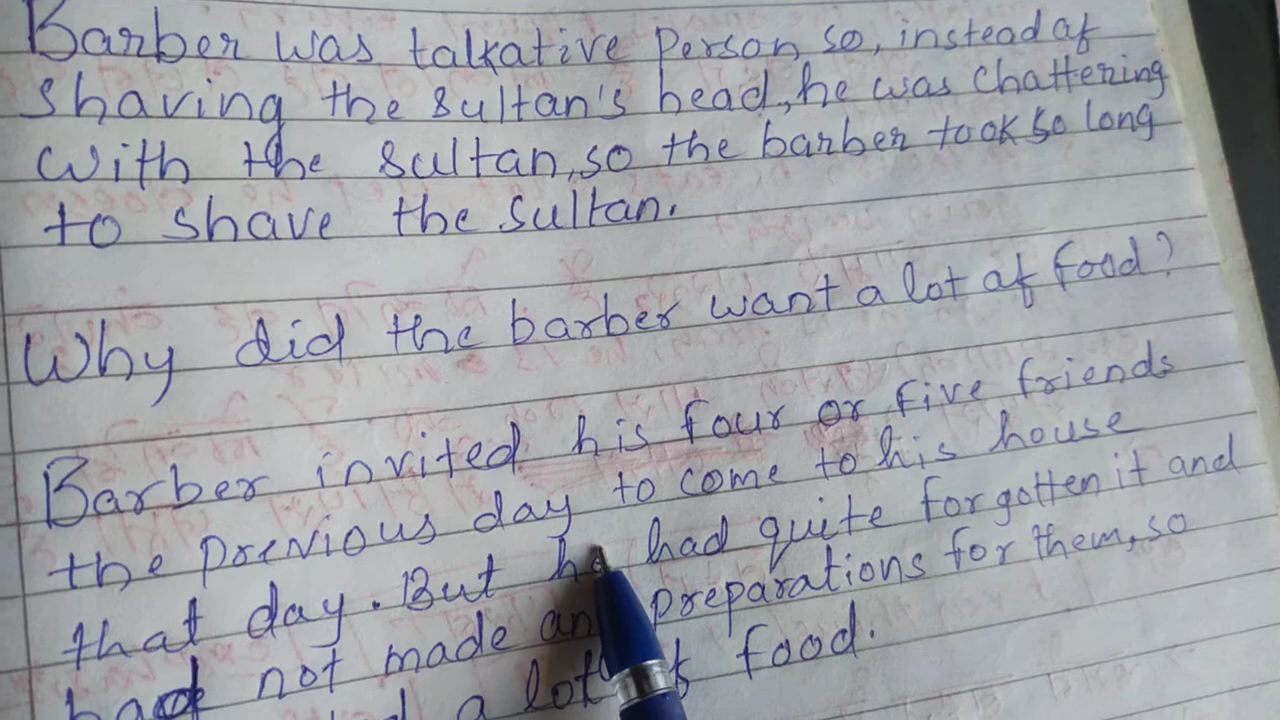 Barber was talkative person, so, instead of
shaving the sultan's head, he was chattering
with the sultan, so the barber took so long
to shave the sultan.
Why did the barber want a lot of food?
Barber invited his four or five friends
the previous day to come to his house
that day. But he had quite forgotten it and
had not made preparations for them, so
a lot food.